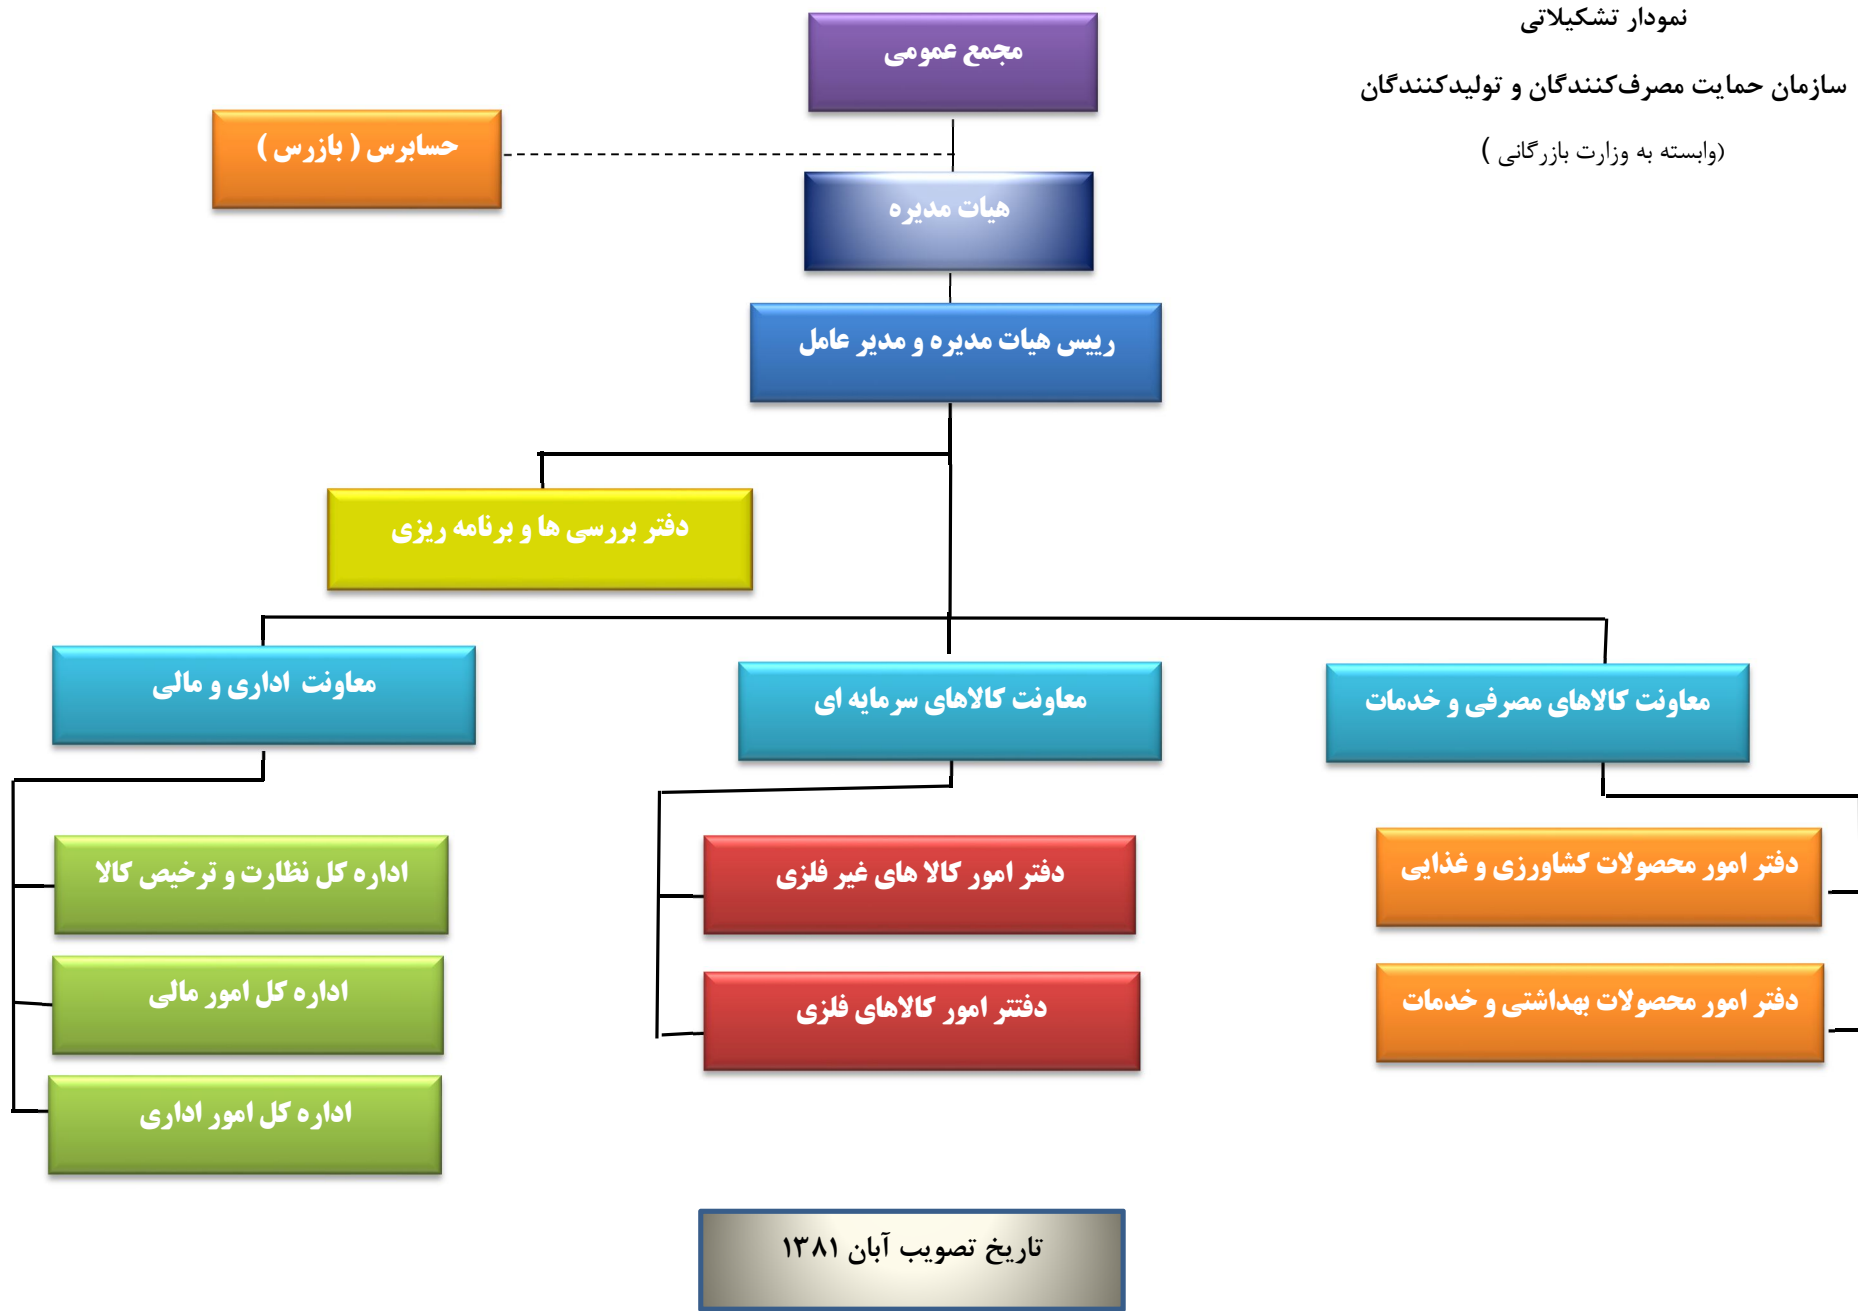 نمودار تشکیلاتی
سازمان حمایت مصرف‌کنندگان و تولیدکنندگان
(وابسته به وزارت بازرگانی )
مجمع عمومی
حسابرس ( بازرس )
هیات مدیره
رییس هیات مدیره و مدیر عامل
دفتر بررسی ها و برنامه ریزی
معاونت کالاهای مصرفی و خدمات
معاونت کالاهای سرمایه ای
معاونت اداری و مالی
دفتر امور محصولات کشاورزی و غذایی
دفتر امور محصولات بهداشتی و خدمات
دفتر امور کالا های غیر فلزی
دفتتر امور کالاهای فلزی
اداره کل نظارت و ترخیص کالا
اداره کل امور مالی
اداره کل امور اداری
تاریخ تصویب آبان ۱۳۸۱